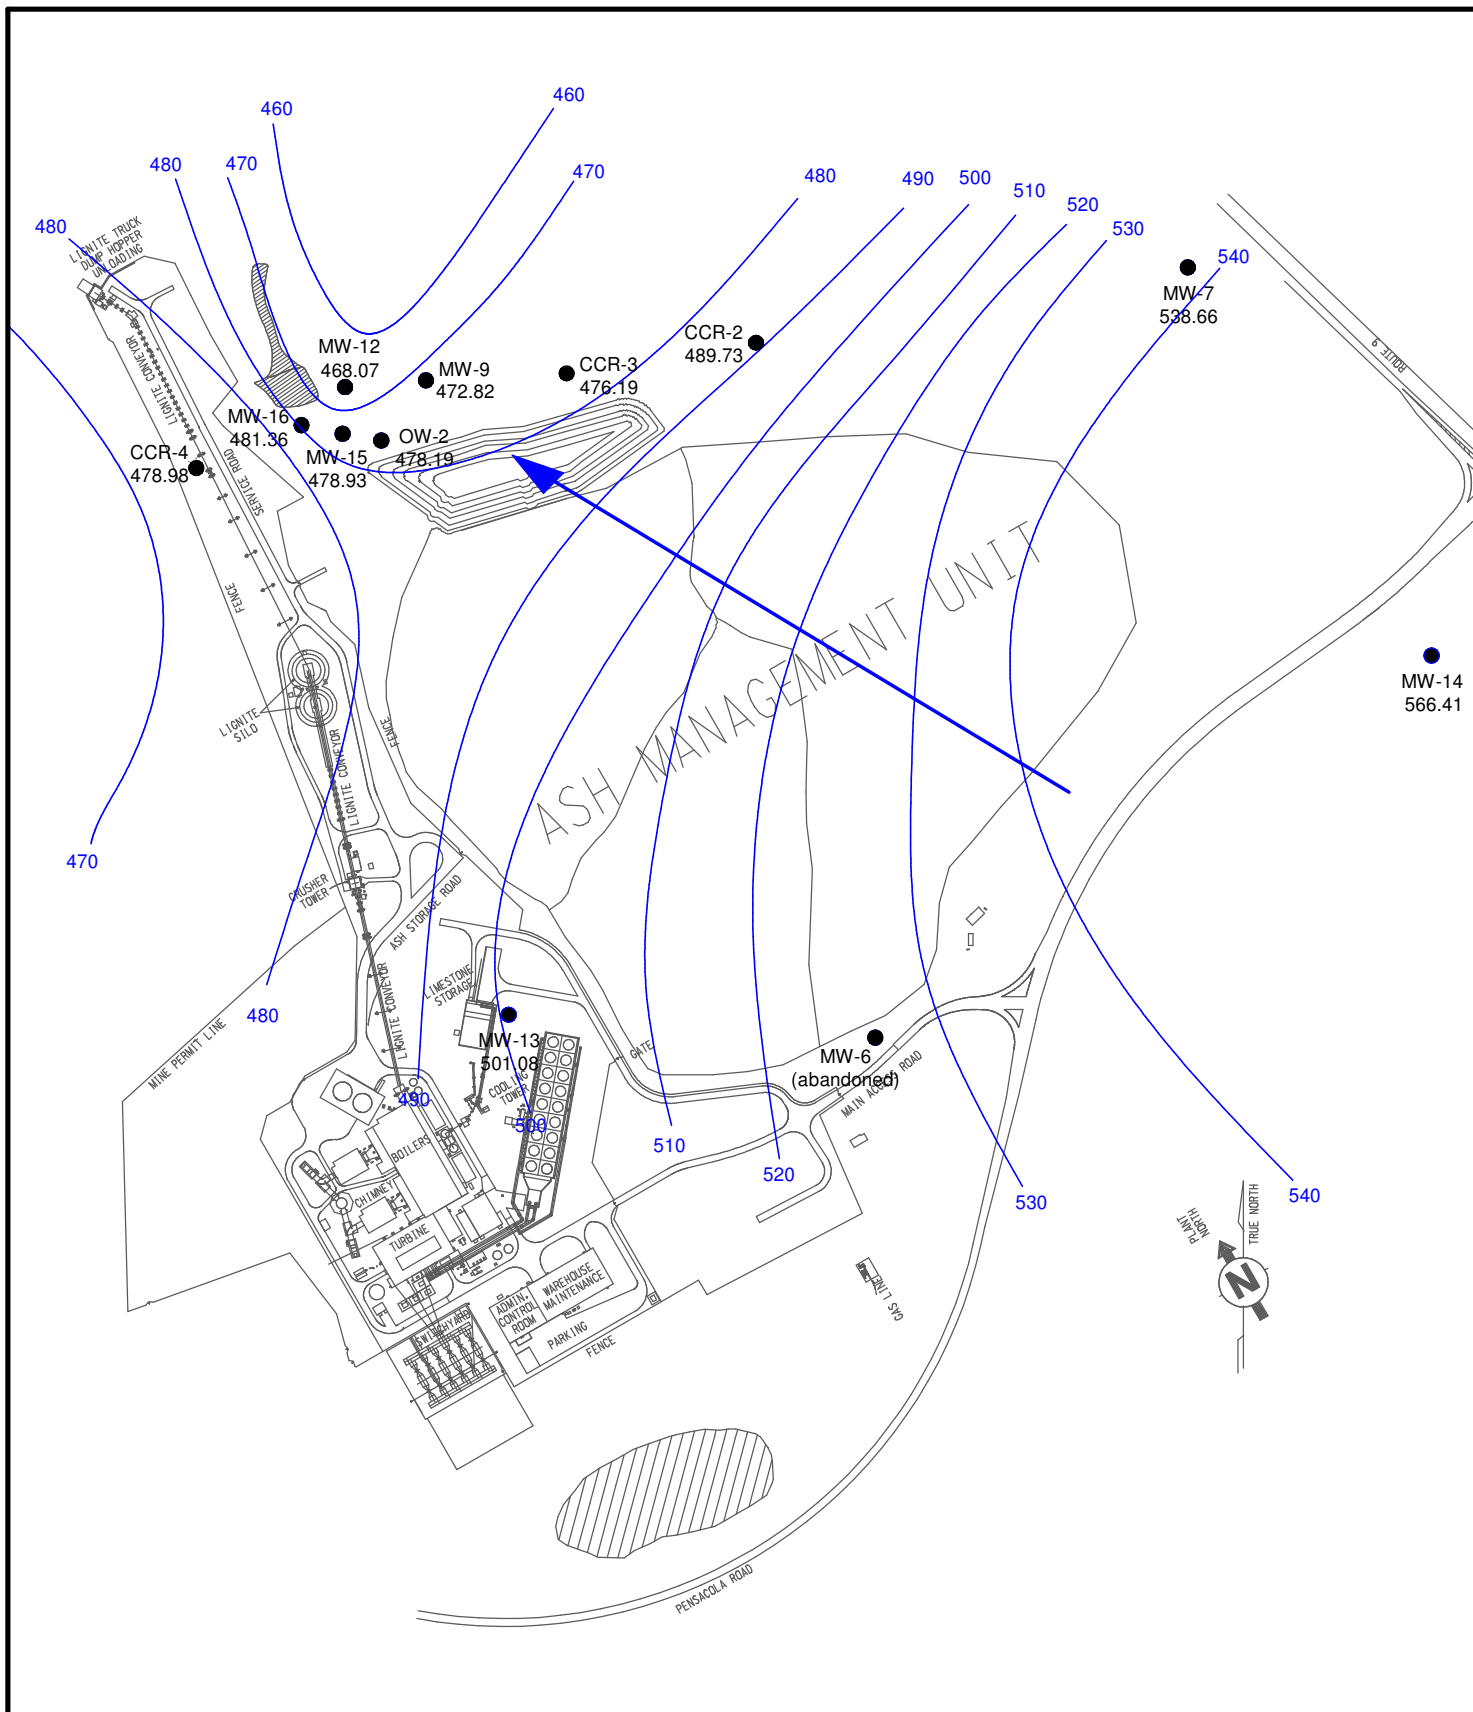 460
460
480
470
470
480
490
500
510
520
530
540
480
LIGNITE TRUCK
DUMP HOPPER
UNLOADING
MW-7
538.66
ROUTE 9
CCR-2
489.73
MW-12
468.07
MW-9
472.82
CCR-3
476.19
LIGNITE CONVEYOR
MW-16
481.36
OW-2
478.19
MW-15
478.93
CCR-4
478.98
SERVICE ROAD
FENCE
ASH MANAGEMENT UNIT
MW-14
566.41
LIGNITE
SILO
FENCE
LIGNITE CONVEYOR
470
CRUSHER
TOWER
ASH STORAGE ROAD
LIMESTONE
STORAGE
LIGNITE CONVEYOR
480
MINE PERMIT LINE
MW-13
501.08
GATE
MW-6
(abandoned)
MAIN ACCESS ROAD
COOLING
TOWER
490
500
510
520
530
540
BOILERS
CHIMNEY
TURBINE
PLANT
NORTH
TRUE NORTH
N
GAS LINE
WAREHOUSE
MAINTENANCE
ADMIN.
CONTROL
ROOM
SWITCHYARD
PARKING
FENCE
PENSACOLA ROAD